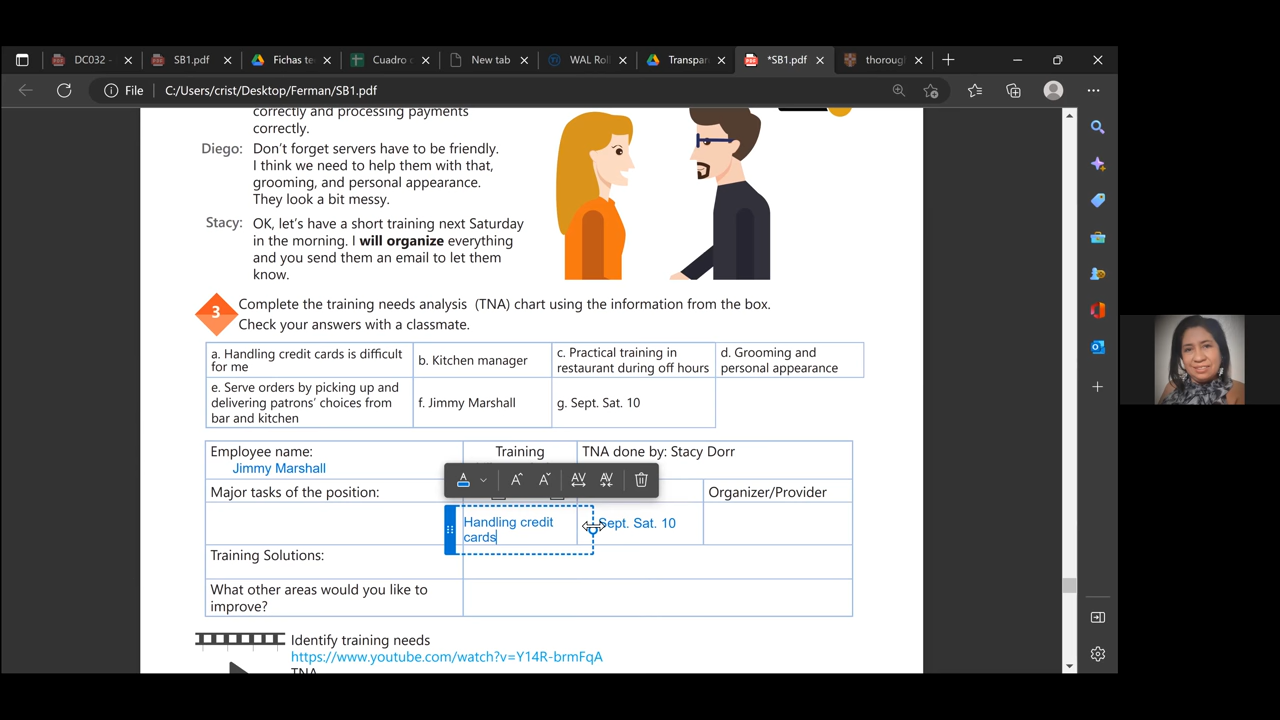 DC032 -
SB1.pdf
Fichas te
Cuadro c
New tab
WAL Rol
Transpar
*SB1.pdf
thorough
File
C:/Users/crist/Desktop/Ferman/SB1.pdf
correctly and processing payments
correctly.
Diego: Don't forget servers have to be friendly.
I think we need to help them with that,
grooming, and personal appearance.
They look a bit messy.
Stacy: OK, let's have a short training next Saturday
in the morning. I will organize everything
and you send them an email to let them
know.
3
Complete the training needs analysis (TNA) chart using the information from the box.
Check your answers with a classmate.
a. Handling credit cards is difficult
for me
b. Kitchen manager
c. Practical training in
restaurant during off hours
d. Grooming and
personal appearance
e. Serve orders by picking up and
delivering patrons' choices from
bar and kitchen
f. Jimmy Marshall
g. Sept. Sat. 10
Employee name:
Jimmy Marshall
Training
TNA done by: Stacy Dorr
Major tasks of the position:
Organizer/Provider
Handling credit
cards
Sept. Sat. 10
Training Solutions:
What other areas would you like to
improve?
Identify training needs
https://www.youtube.com/watch?v=Y14R-brmFqA
TNA